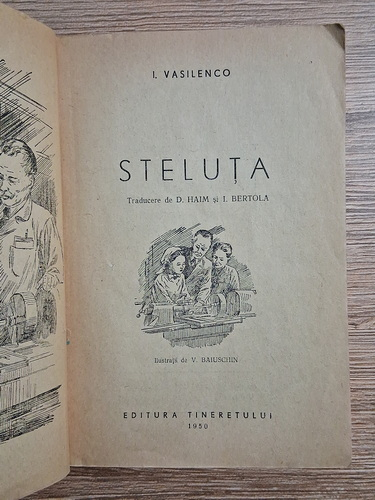 I. VASILENCO
STELUȚA
Traducere de D. HAIM și I. BERTOLA
Ilustrații de V. BAIUSCHIN
EDITURA TINERETULUI
1950